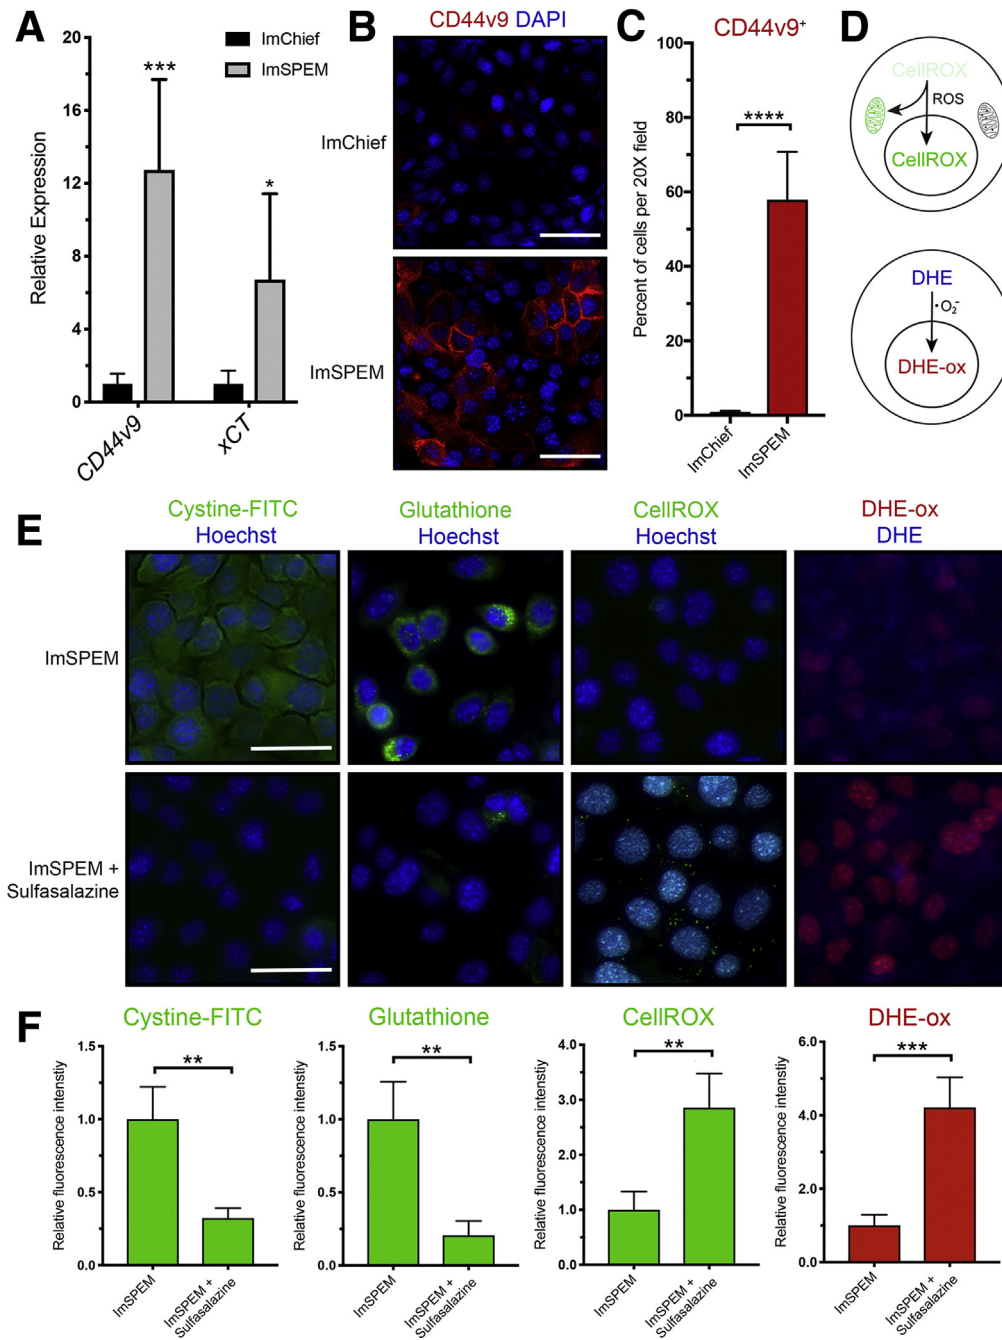 A
20
16
12
8
4
0
Relative Expression
ImChief
ImSPEM
***
*
CD44v9
xCT
B
CD44v9 DAPI
ImChief
ImSPEM
C
CD44v9+
100
80
60
40
20
0
Percent of cells per 20X field
****
ImChief
ImSPEM
D
CellROX
ROS
CellROX
DHE
·O₂⁻
DHE-ox
E
Cystine-FITC
Hoechst
Glutathione
Hoechst
CellROX
Hoechst
DHE-ox
DHE
ImSPEM
ImSPEM +
Sulfasalazine
F
Cystine-FITC
1.5
1.0
0.5
0.0
Relative fluorescence intenstiy
**
ImSPEM
ImSPEM +
Sulfasalazine
Glutathione
1.5
1.0
0.5
0.0
Relative fluorescence intenstiy
**
ImSPEM
ImSPEM +
Sulfasalazine
CellROX
4.0
3.0
2.0
1.0
0.0
Relative fluorescence intenstiy
**
ImSPEM
ImSPEM +
Sulfasalazine
DHE-ox
6.0
4.0
2.0
0.0
Relative fluorescence intenstiy
***
ImSPEM
ImSPEM +
Sulfasalazine